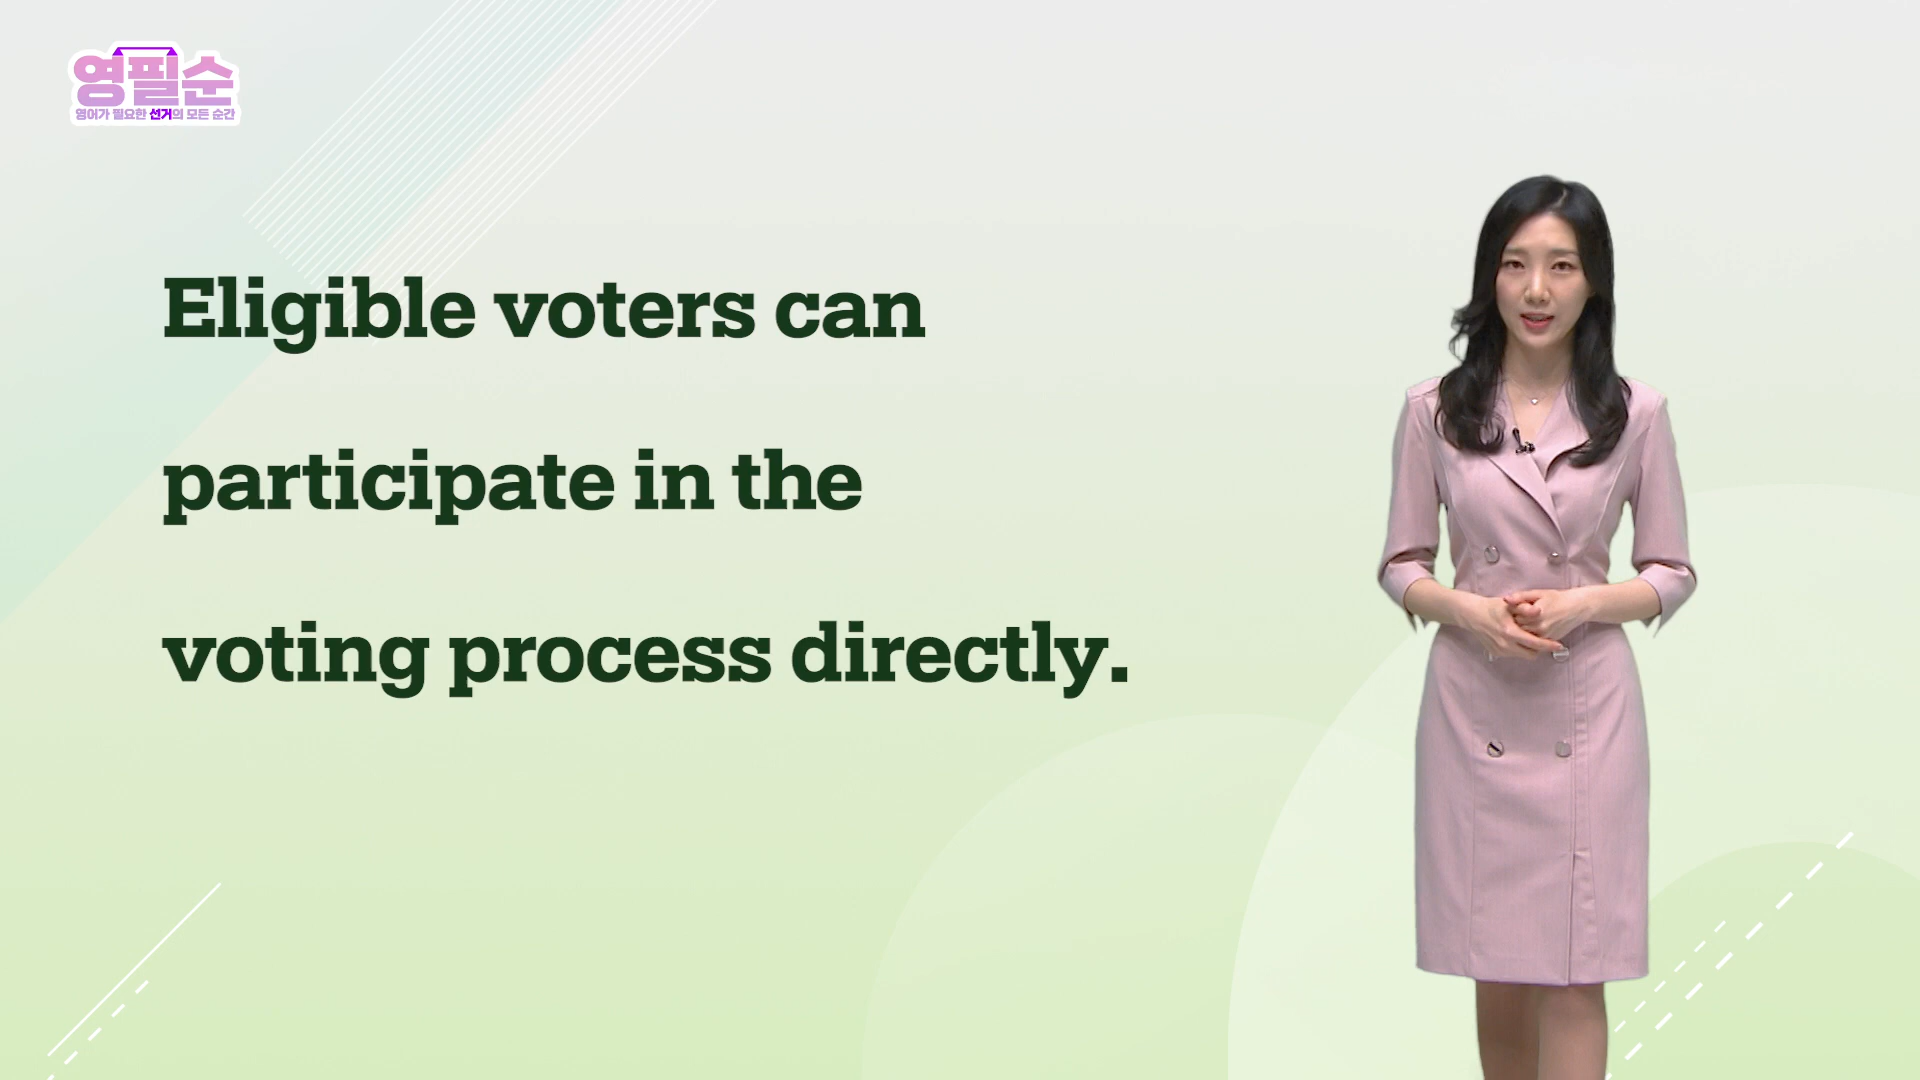 영필순
영어가 필요한 선거의 모든 순간
Eligible voters can
participate in the
voting process directly.